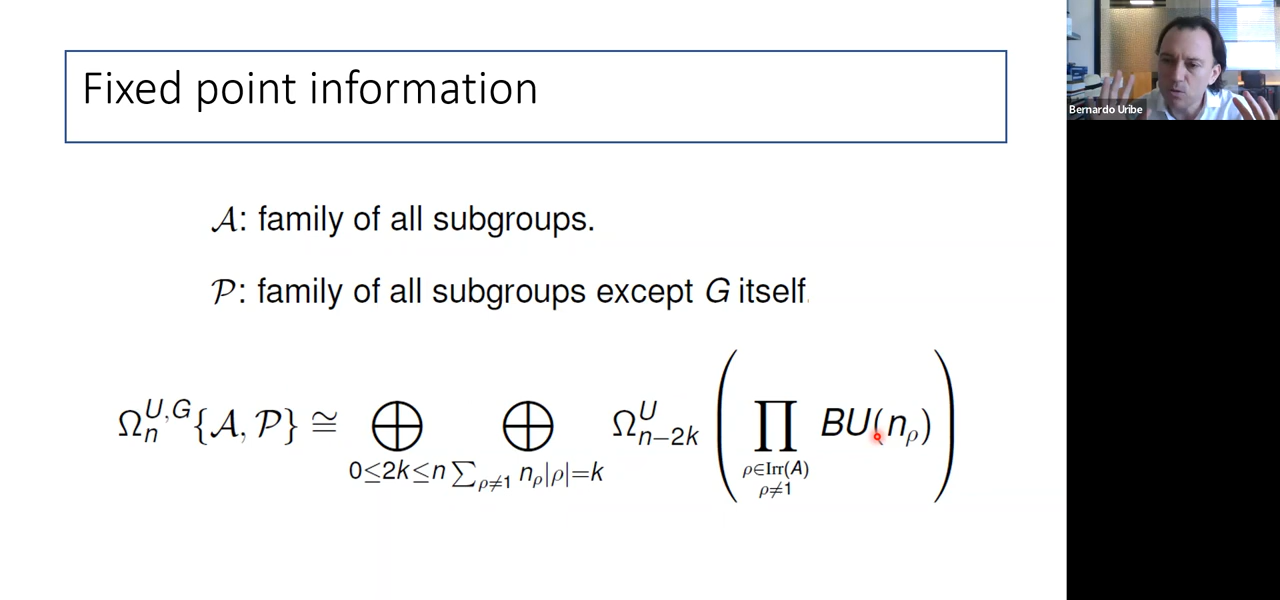 Fixed point information
Bernardo Uribe
𝒜: family of all subgroups.
𝒫: family of all subgroups except G itself.
Ω_n^{U,G}{𝒜, 𝒫} ≅ ⊕_{0≤2k≤n} ⊕_{∑_{ρ≠1} n_ρ|ρ|=k} Ω^U_{n−2k} ( ∏_{ρ∈Irr(A) ρ≠1} BU(n_ρ) )